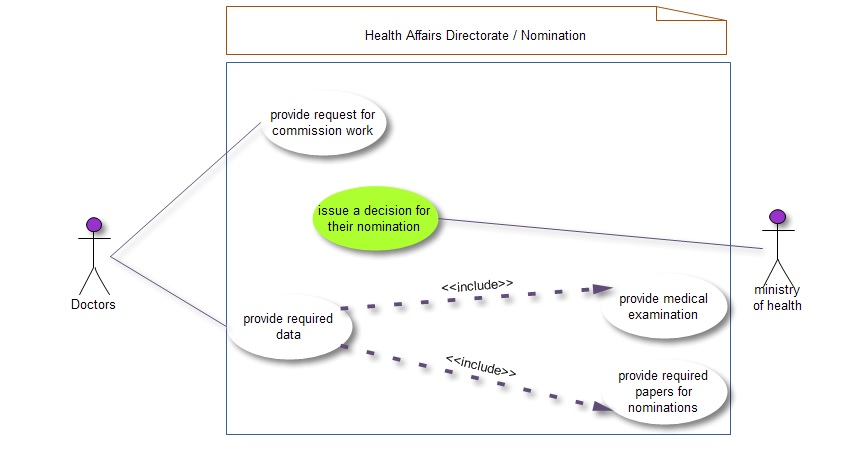 Health Affairs Directorate / Nomination
provide request for
commission work
issue a decision for
their nomination
Doctors
ministry
of health
provide required
data
<<include>>
<<include>>
provide medical
examination
provide required
papers for
nominations